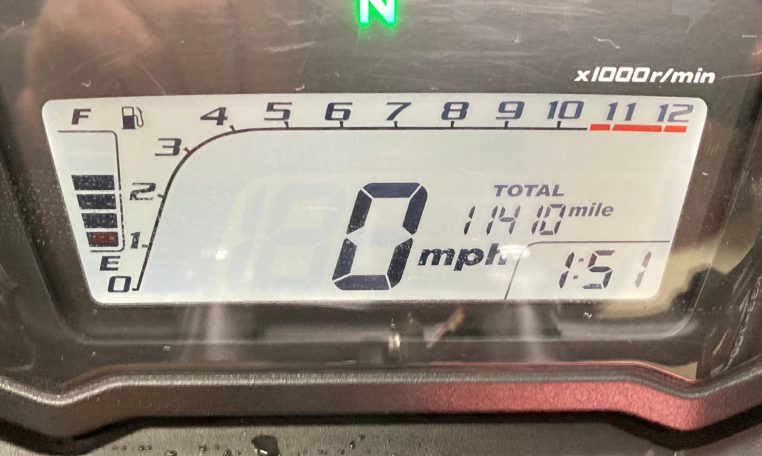 N
x1000r/min
F 4 5 6 7 8 9 10 11 12
3
2
TOTAL
11410 mile
0 mph
1
E
0
1:51